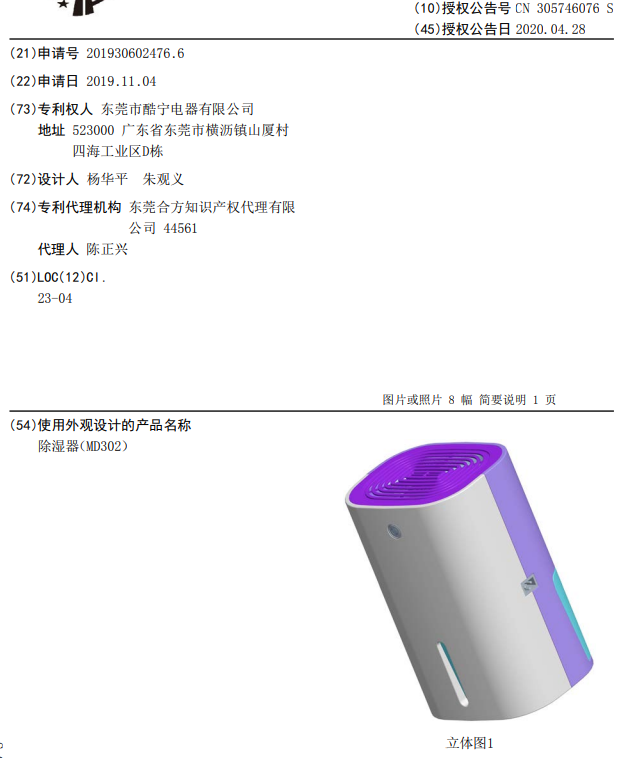 (10)授权公告号 CN 305746076 S
(45)授权公告日 2020.04.28
(21)申请号 201930602476.6
(22)申请日 2019.11.04
(73)专利权人 东莞市酷宁电器有限公司
地址 523000 广东省东莞市横沥镇山厦村
四海工业区D栋
(72)设计人 杨华平 朱观义
(74)专利代理机构 东莞合方知识产权代理有限
公司 44561
代理人 陈正兴
(51)LOC(12)Cl.
23-04
图片或照片 8 幅 简要说明 1 页
(54)使用外观设计的产品名称
除湿器(MD302)
立体图1